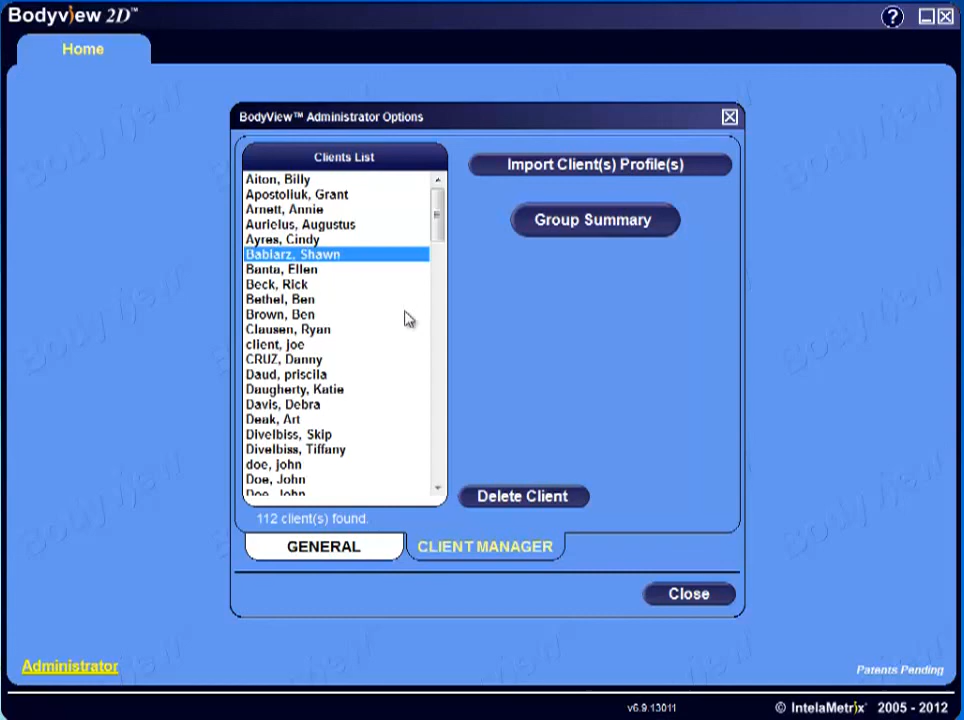 Bodyview 2D™
?
Home
BodyView™ Administrator Options
Clients List
Aiton, Billy
Apostoliuk, Grant
Arnett, Annie
Aurielus, Augustus
Ayres, Cindy
Babiarz, Shawn
Banta, Ellen
Beck, Rick
Bethel, Ben
Brown, Ben
Clausen, Ryan
client, joe
CRUZ, Danny
Daud, priscila
Daugherty, Katie
Davis, Debra
Deak, Art
Divelbiss, Skip
Divelbiss, Tiffany
doe, john
Doe, John
Doe, John
112 client(s) found.
Import Client(s) Profile(s)
Group Summary
Delete Client
GENERAL
CLIENT MANAGER
Close
Administrator
Patents Pending
v6.9.13011
© IntelaMetrix® 2005 - 2012